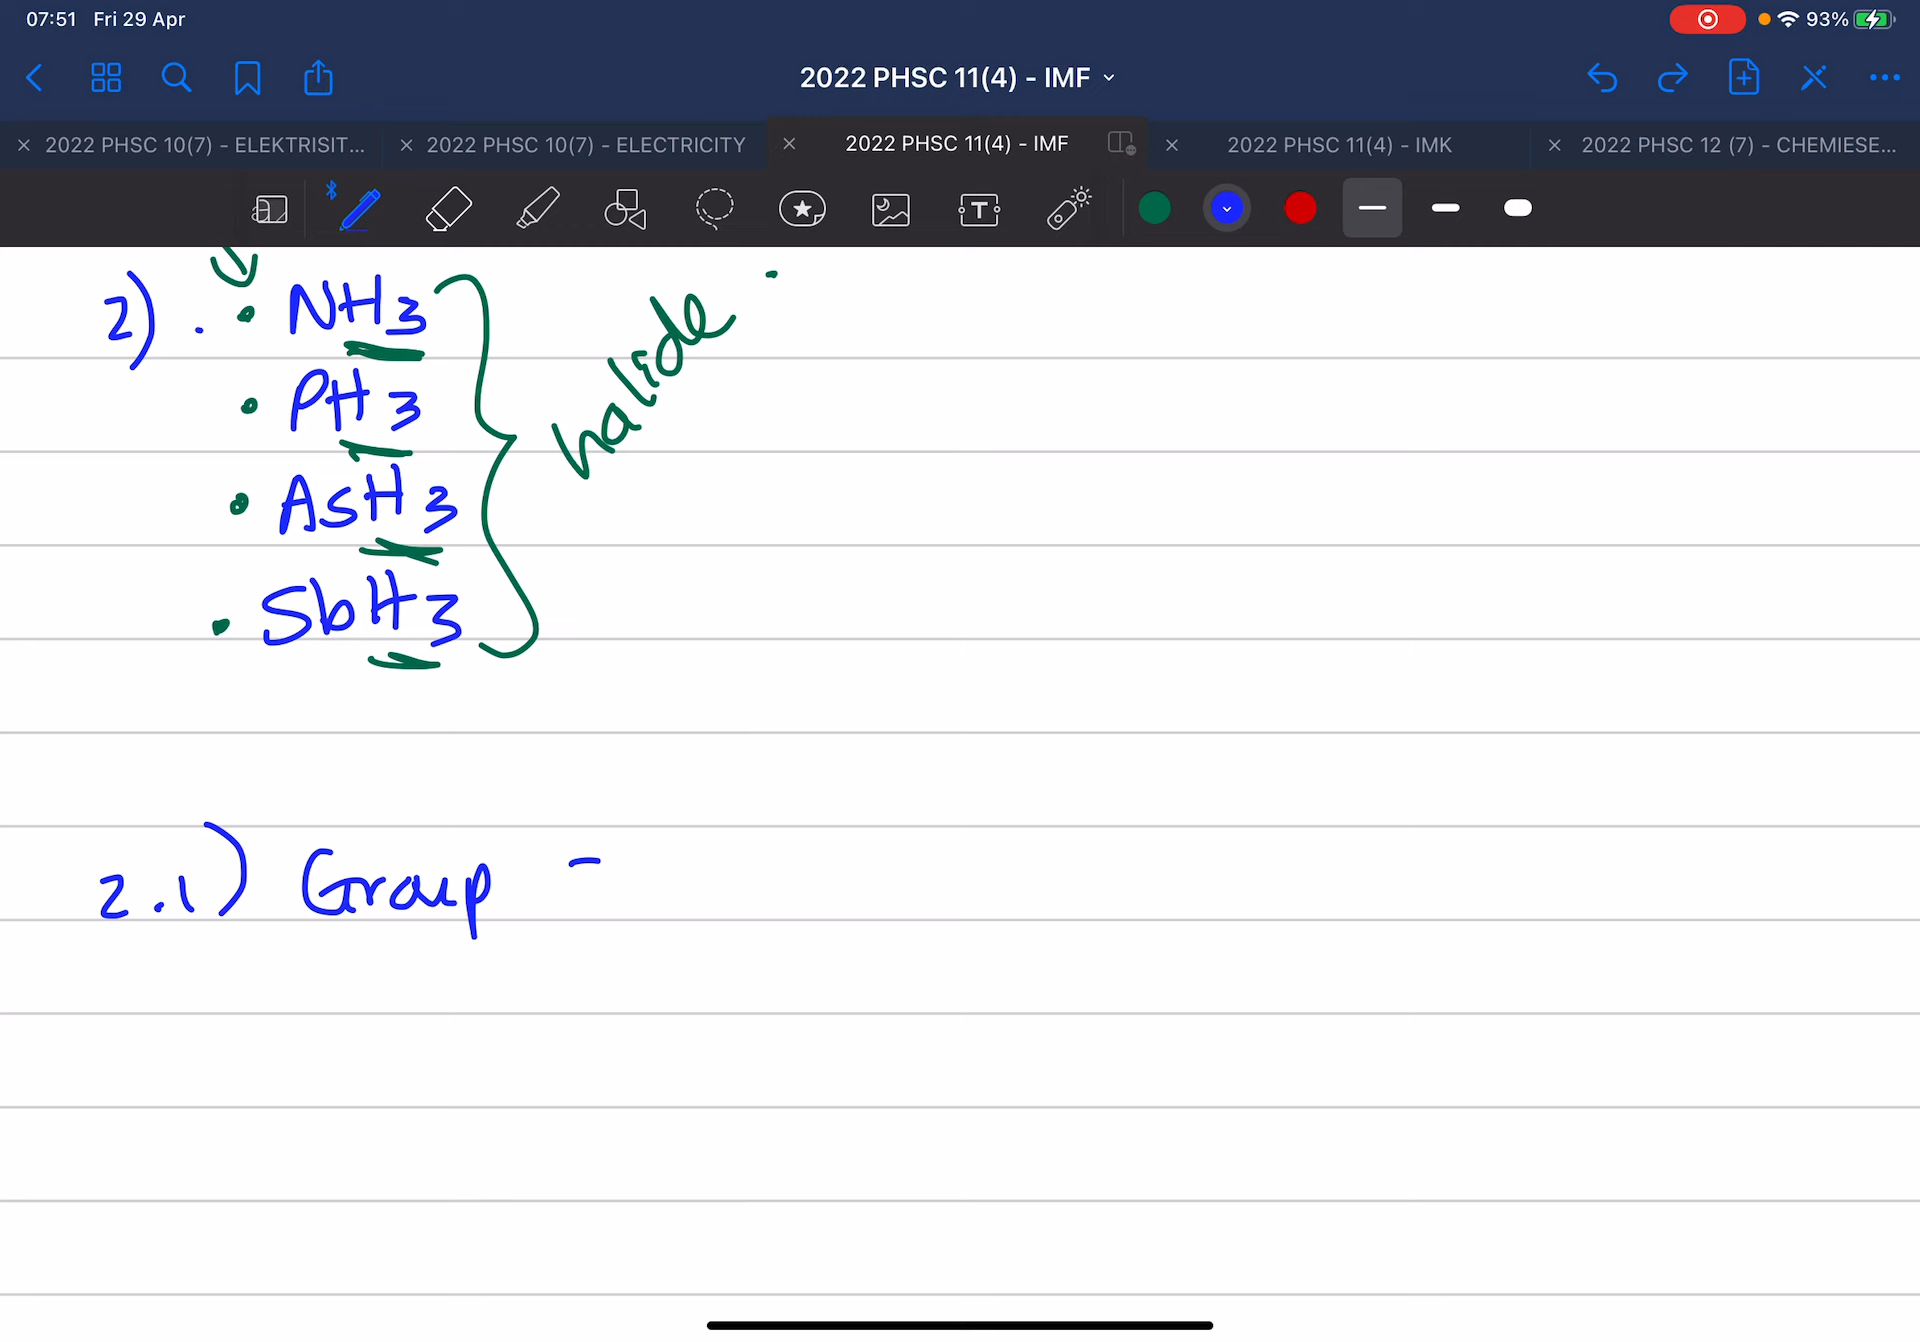 07:51 Fri 29 Apr 93%
2022 PHSC 11(4) - IMF
2022 PHSC 10(7) - ELEKTRISIT... 2022 PHSC 10(7) - ELECTRICITY 2022 PHSC 11(4) - IMF 2022 PHSC 11(4) - IMK 2022 PHSC 12 (7) - CHEMIESE...
2) . • NH3
• PH3
• AsH3
• SbH3
halide
2.1) Group -